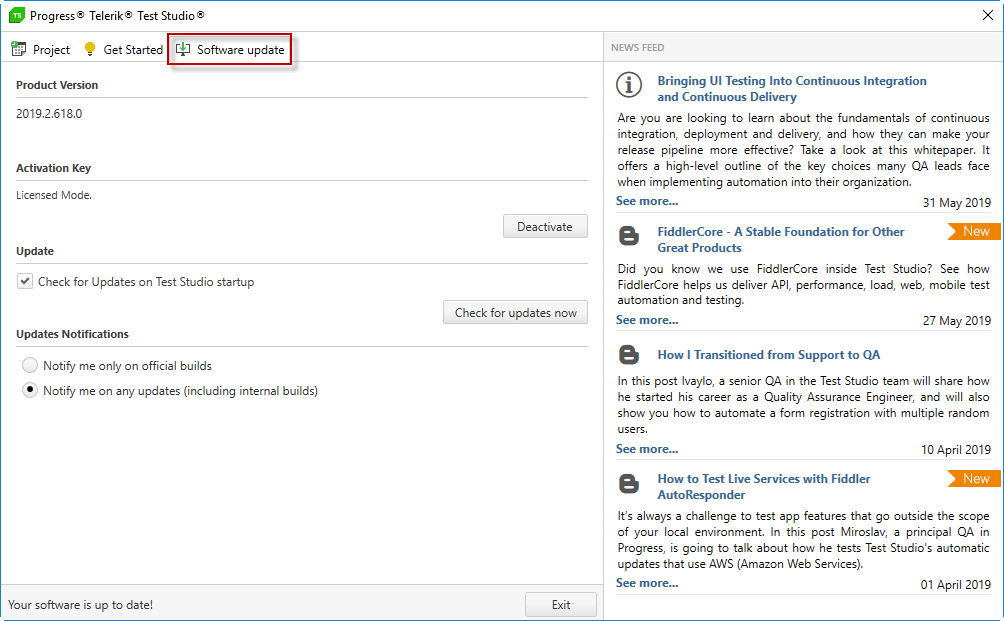 TS Progress® Telerik® Test Studio®
Project Get Started Software update
Product Version
2019.2.618.0
Activation Key
Licensed Mode.
Deactivate
Update
Check for Updates on Test Studio startup
Check for updates now
Updates Notifications
Notify me only on official builds
Notify me on any updates (including internal builds)
Your software is up to date!
Exit
NEWS FEED
Bringing UI Testing Into Continuous Integration
and Continuous Delivery
Are you are looking to learn about the fundamentals of continuous
integration, deployment and delivery, and how they can make your
release pipeline more effective? Take a look at this whitepaper. It
offers a high-level outline of the key choices many QA leads face
when implementing automation into their organization.
See more...
31 May 2019
FiddlerCore - A Stable Foundation for Other
Great Products
New
Did you know we use FiddlerCore inside Test Studio? See how
FiddlerCore helps us deliver API, performance, load, web, mobile test
automation and testing.
See more...
27 May 2019
How I Transitioned from Support to QA
In this post Ivaylo, a senior QA in the Test Studio team will share how
he started his career as a Quality Assurance Engineer, and will also
show you how to automate a form registration with multiple random
users.
See more...
10 April 2019
How to Test Live Services with Fiddler
AutoResponder
New
It's always a challenge to test app features that go outside the scope
of your local environment. In this post Miroslav, a principal QA in
Progress, is going to talk about how he tests Test Studio's automatic
updates that use AWS (Amazon Web Services).
See more...
01 April 2019